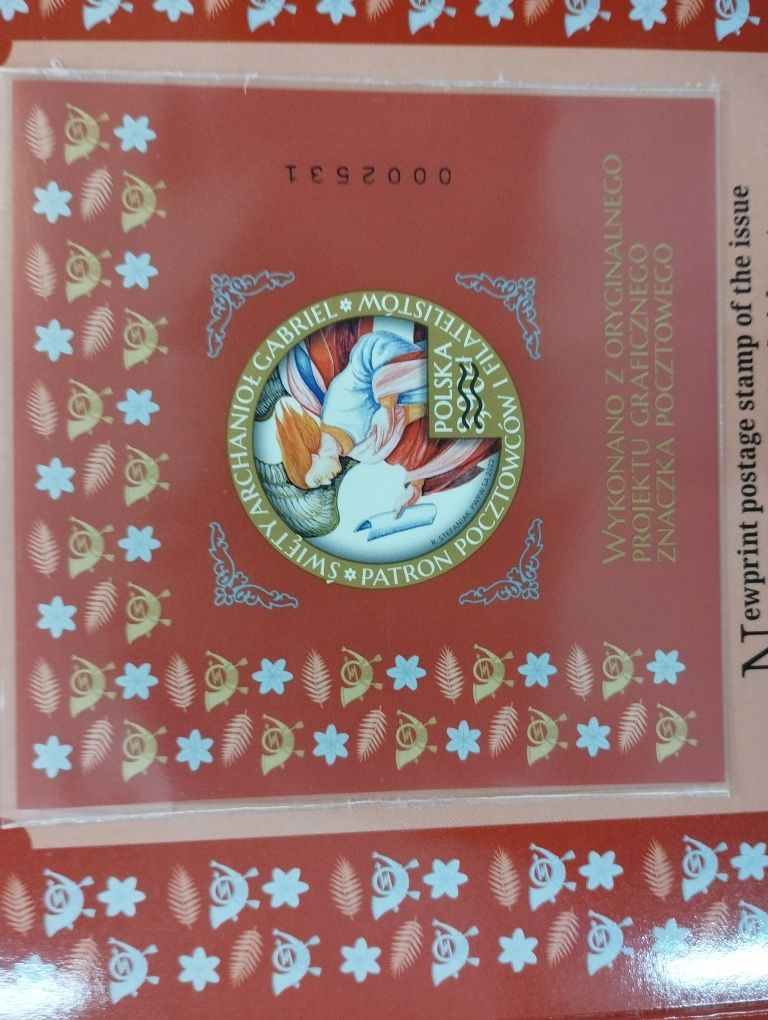 0002531
ŚWIĘTY ARCHANIOŁ GABRIEL
PATRON POCZTOWCÓW I FILATELISTÓW
POLSKA
WYKONANO Z ORYGINALNEGO
PROJEKTU GRAFICZNEGO
ZNACZKA POCZTOWEGO
Newprint postage stamp of the issue